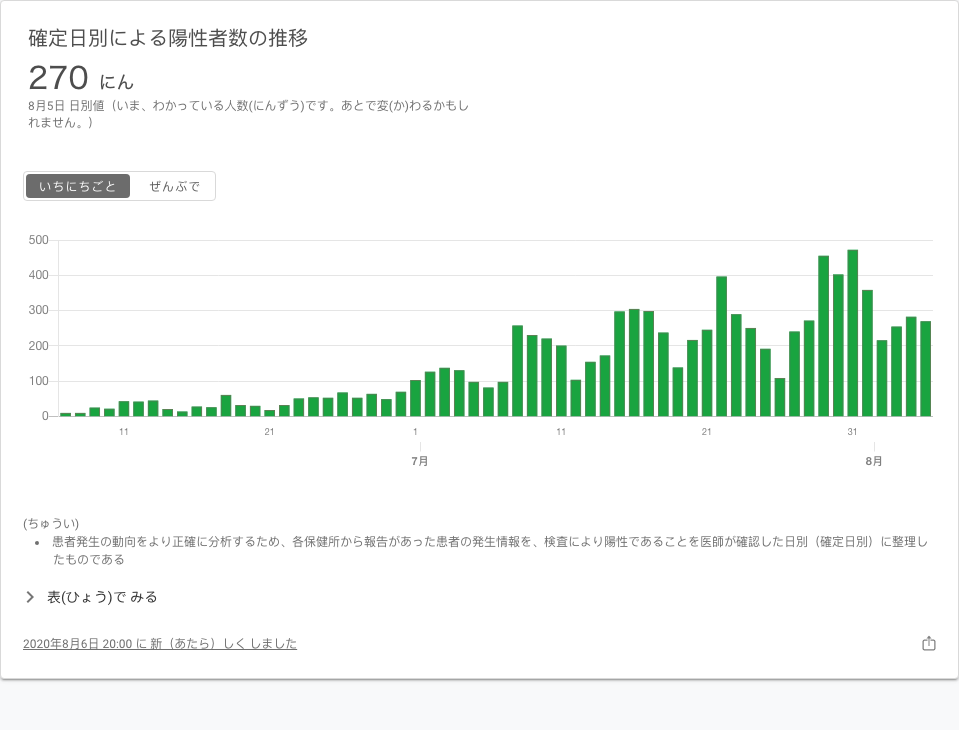 確定日別による陽性者数の推移
270 にん
8月5日 日別値（いま、わかっている人数(にんずう)です。あとで変(か)わるかもし
れません。）
いちにちごと ぜんぶで
500
400
300
200
100
0
11 21 1 11 21 31
7月 8月
(ちゅうい)
• 患者発生の動向をより正確に分析するため、各保健所から報告があった患者の発生情報を、検査により陽性であることを医師が確認した日別（確定日別）に整理し
たものである
表(ひょう)で みる
2020年8月6日 20:00 に 新（あたら）しく しました